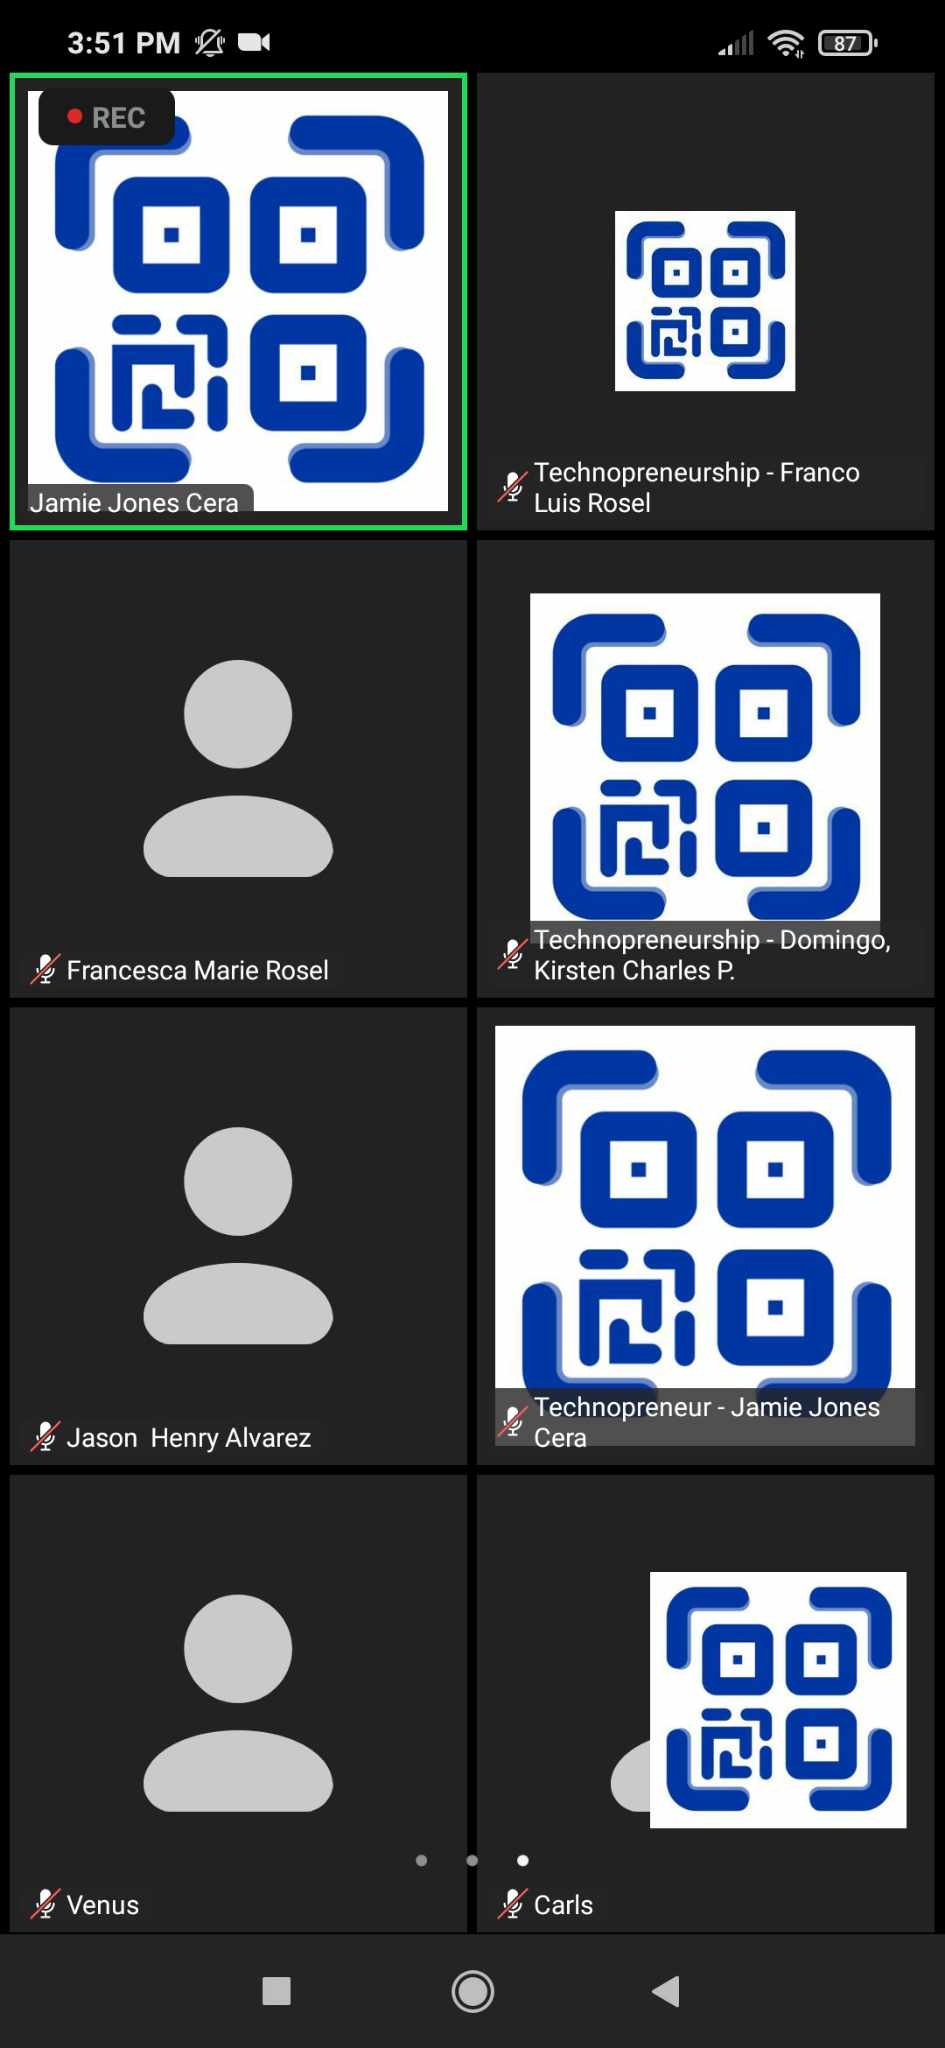 3:51 PM
87
REC
Jamie Jones Cera
Technopreneurship - Franco
Luis Rosel
Francesca Marie Rosel
Technopreneurship - Domingo,
Kirsten Charles P.
Jason  Henry Alvarez
Technopreneur - Jamie Jones
Cera
Venus
Carls